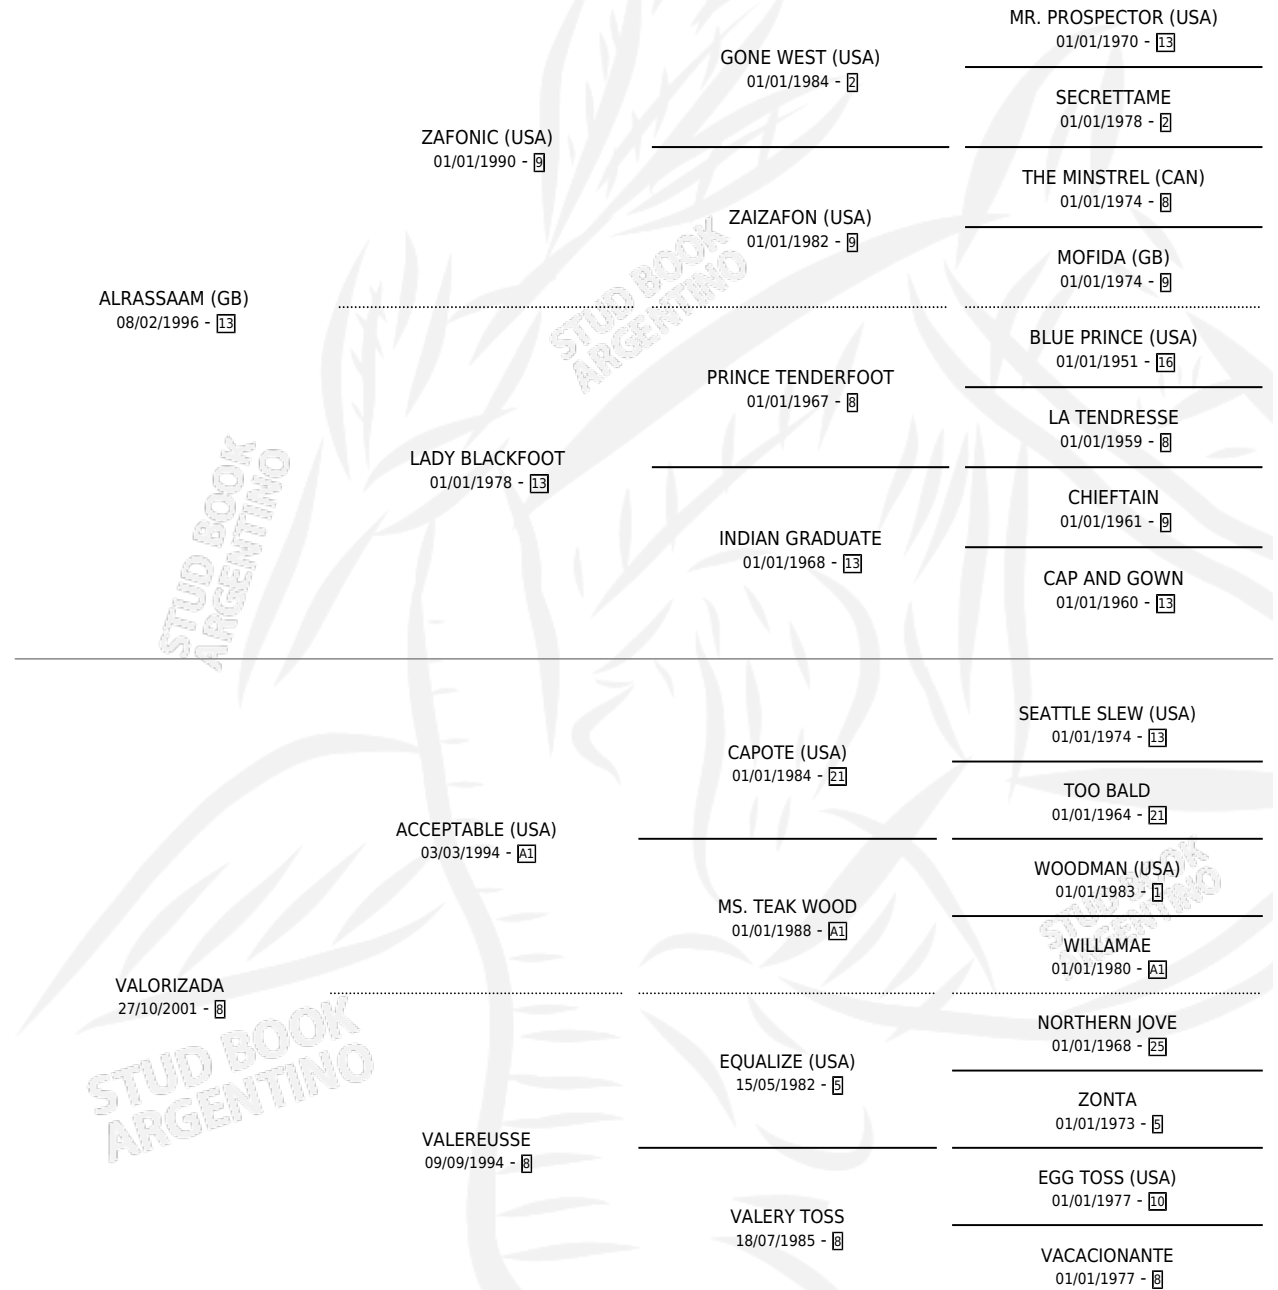 MR. PROSPECTOR (USA)
01/01/1970 - 13
GONE WEST (USA)
01/01/1984 - 2
SECRETTAME
01/01/1978 - 2
ZAFONIC (USA)
01/01/1990 - 9
THE MINSTREL (CAN)
01/01/1974 - 8
ZAIZAFON (USA)
01/01/1982 - 9
MOFIDA (GB)
01/01/1974 - 9
ALRASSAAM (GB)
08/02/1996 - 13
STUD BOOK
ARGENTINO
BLUE PRINCE (USA)
01/01/1951 - 16
PRINCE TENDERFOOT
01/01/1967 - 8
LA TENDRESSE
01/01/1959 - 8
LADY BLACKFOOT
01/01/1978 - 13
CHIEFTAIN
01/01/1961 - 9
INDIAN GRADUATE
01/01/1968 - 13
CAP AND GOWN
01/01/1960 - 13
STUD BOOK
ARGENTINO
SEATTLE SLEW (USA)
01/01/1974 - 13
CAPOTE (USA)
01/01/1984 - 21
TOO BALD
01/01/1964 - 21
ACCEPTABLE (USA)
03/03/1994 - A1
WOODMAN (USA)
01/01/1983 - 1
MS. TEAK WOOD
01/01/1988 - A1
STUD BOOK
ARGENTINO
WILLAMAE
01/01/1980 - A1
VALORIZADA
27/10/2001 - 8
STUD BOOK
ARGENTINO
NORTHERN JOVE
01/01/1968 - 25
EQUALIZE (USA)
15/05/1982 - 5
ZONTA
01/01/1973 - 5
VALEREUSSE
09/09/1994 - 8
EGG TOSS (USA)
01/01/1977 - 10
VALERY TOSS
18/07/1985 - 8
VACACIONANTE
01/01/1977 - 8